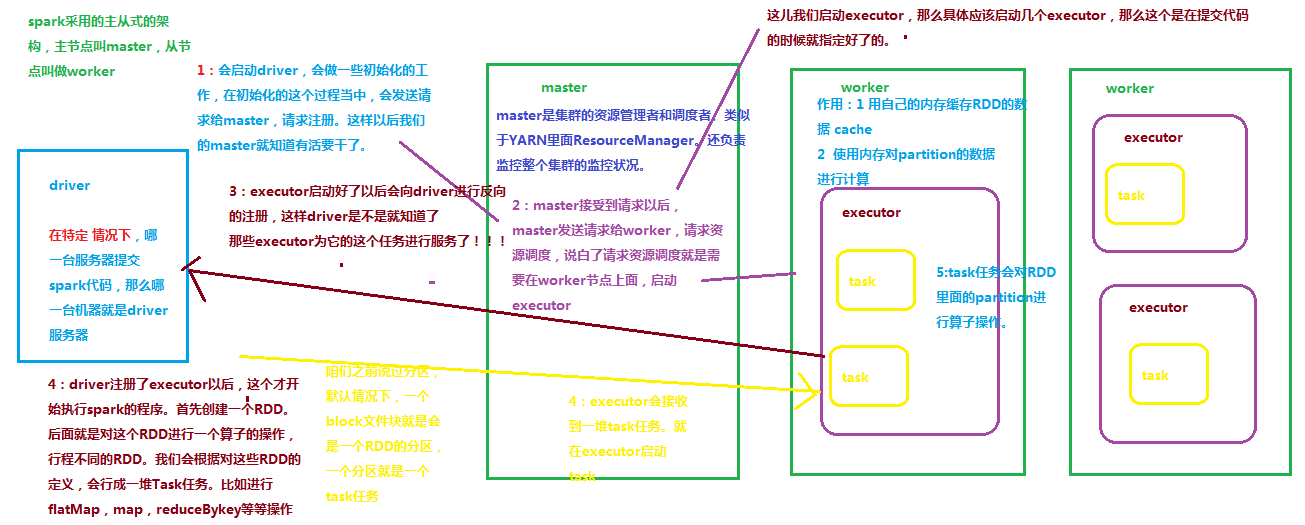 spark采用的主从式的架
构，主节点叫master，从节
点叫做worker
1：会启动driver，会做一些初始化的工
作，在初始化的这个过程当中，会发送请
求给master，请求注册。这样以后我们
的master就知道有活要干了。
driver
在特定 情况下，哪
一台服务器提交
spark代码，那么哪
一台机器就是driver
服务器
3：executor启动好了以后会向driver进行反向
的注册，这样driver是不是就知道了
那些executor为它的这个任务进行服务了！！！
4：driver注册了executor以后，这个才开
始执行spark的程序。首先创建一个RDD。
后面就是对这个RDD进行一个算子的操作，
行程不同的RDD。我们会根据对这些RDD的
定义，会行成一堆Task任务。比如进行
flatMap，map，reduceBykey等等操作
咱们之前说过分区，
默认情况下，一个
block文件块就是会
是一个RDD的分区，
一个分区就是一个
task任务
master
master是集群的资源管理者和调度者。类似
于YARN里面ResourceManager。还负责
监控整个集群的监控状况。
2：master接受到请求以后，
master发送请求给worker，请求资
源调度，说白了请求资源调度就是需
要在worker节点上面，启动
executor
4：executor会接收
到一堆task任务。就
在executor启动
task
这儿我们启动executor，那么具体应该启动几个executor，那么这个是在提交代码
的时候就指定好了的。
worker
作用：1 用自己的内存缓存RDD的数
据 cache
2 使用内存对partition的数据
进行计算
executor
task
task
5:task任务会对RDD
里面的partition进
行算子操作。
worker
executor
task
executor
task